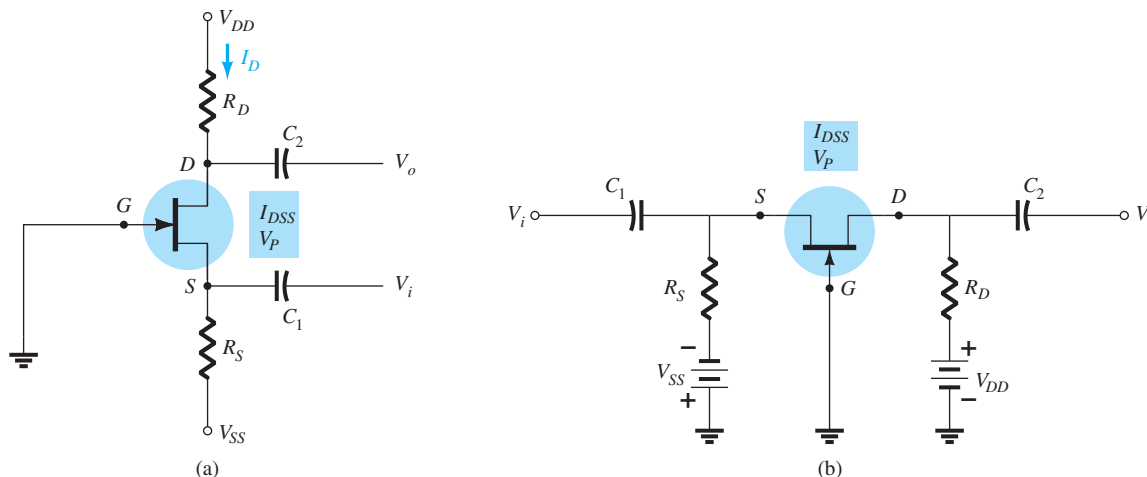 V_DD
I_D
R_D
C_2
D
V_o
G
I_DSS
V_P
S
V_i
C_1
R_S
V_SS
(a)
I_DSS
V_P
C_1
S
D
C_2
V_i
V
R_S
G
R_D
–
+
V_SS
V_DD
+
–
(b)